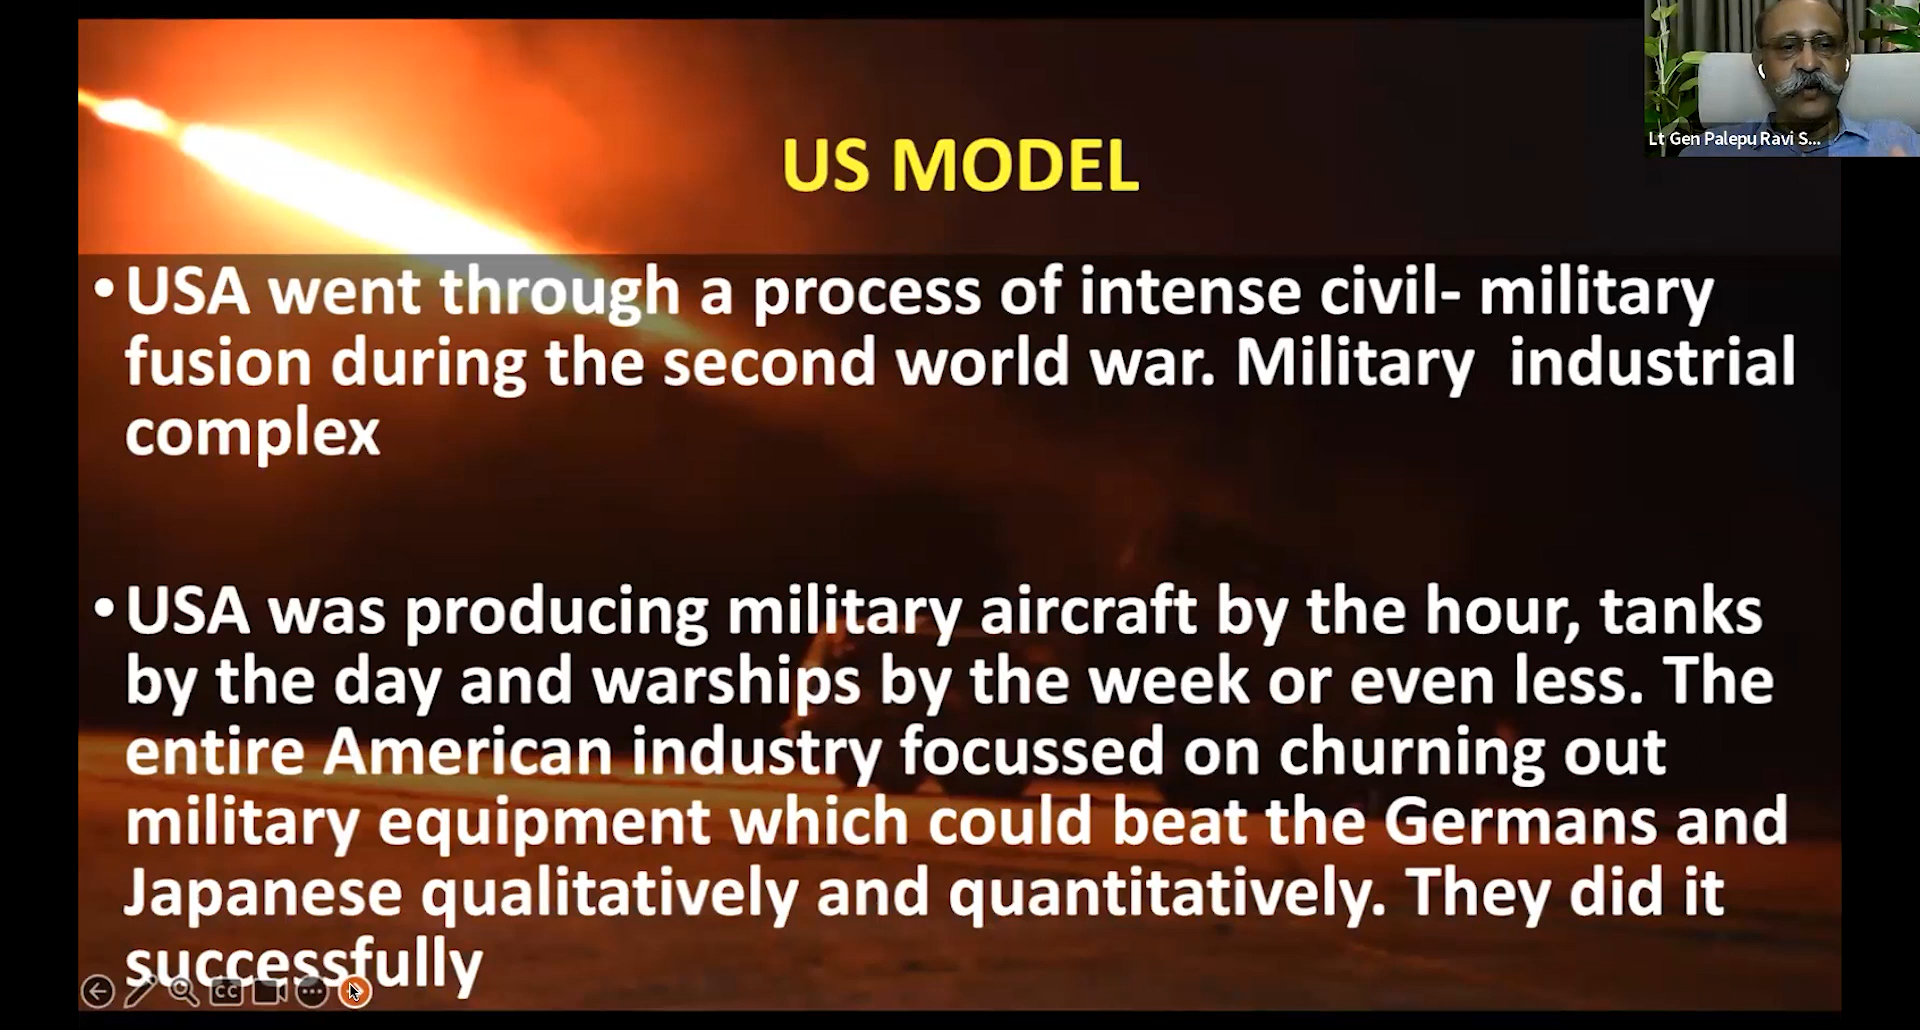 Lt Gen Palepu Ravi S...
US MODEL
•USA went through a process of intense civil- military
fusion during the second world war. Military  industrial
complex
•USA was producing military aircraft by the hour, tanks
by the day and warships by the week or even less. The
entire American industry focussed on churning out
military equipment which could beat the Germans and
Japanese qualitatively and quantitatively. They did it
successfully
CC